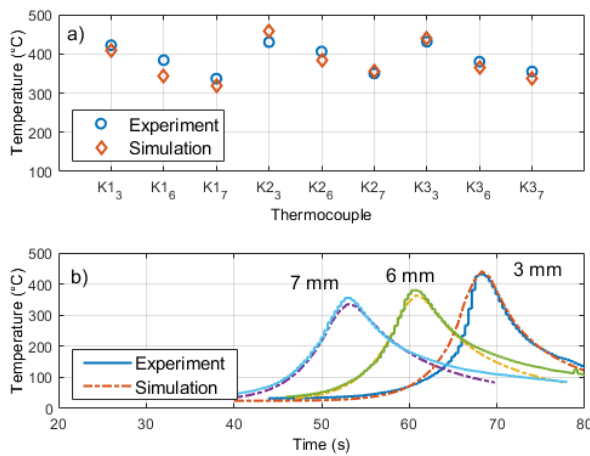 a)
Temperature (°C)
500
400
300
200
100
Experiment
Simulation
K1₃ K1₆ K1₇ K2₃ K2₆ K2₇ K3₃ K3₆ K3₇
Thermocouple
b)
Temperature (°C)
500
400
300
200
100
0
7 mm 6 mm 3 mm
Experiment
Simulation
20 30 40 50 60 70 80
Time (s)